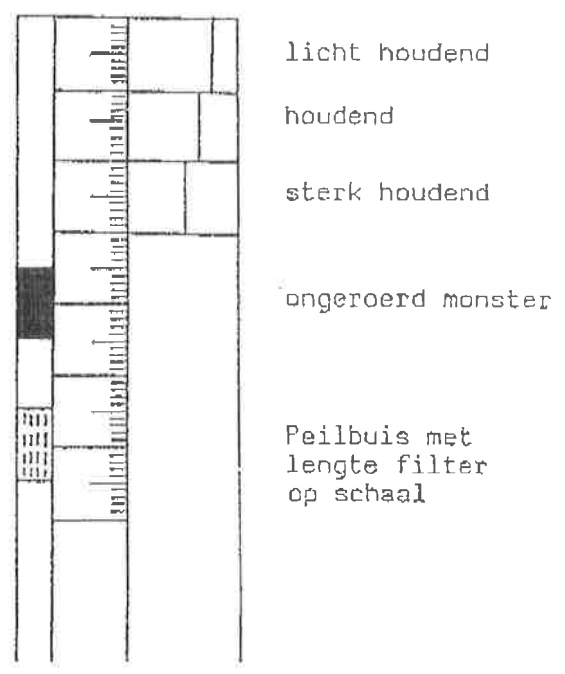 licht houdend
houdend
sterk houdend
ongeroerd monster
Peilbuis met
lengte filter
op schaal